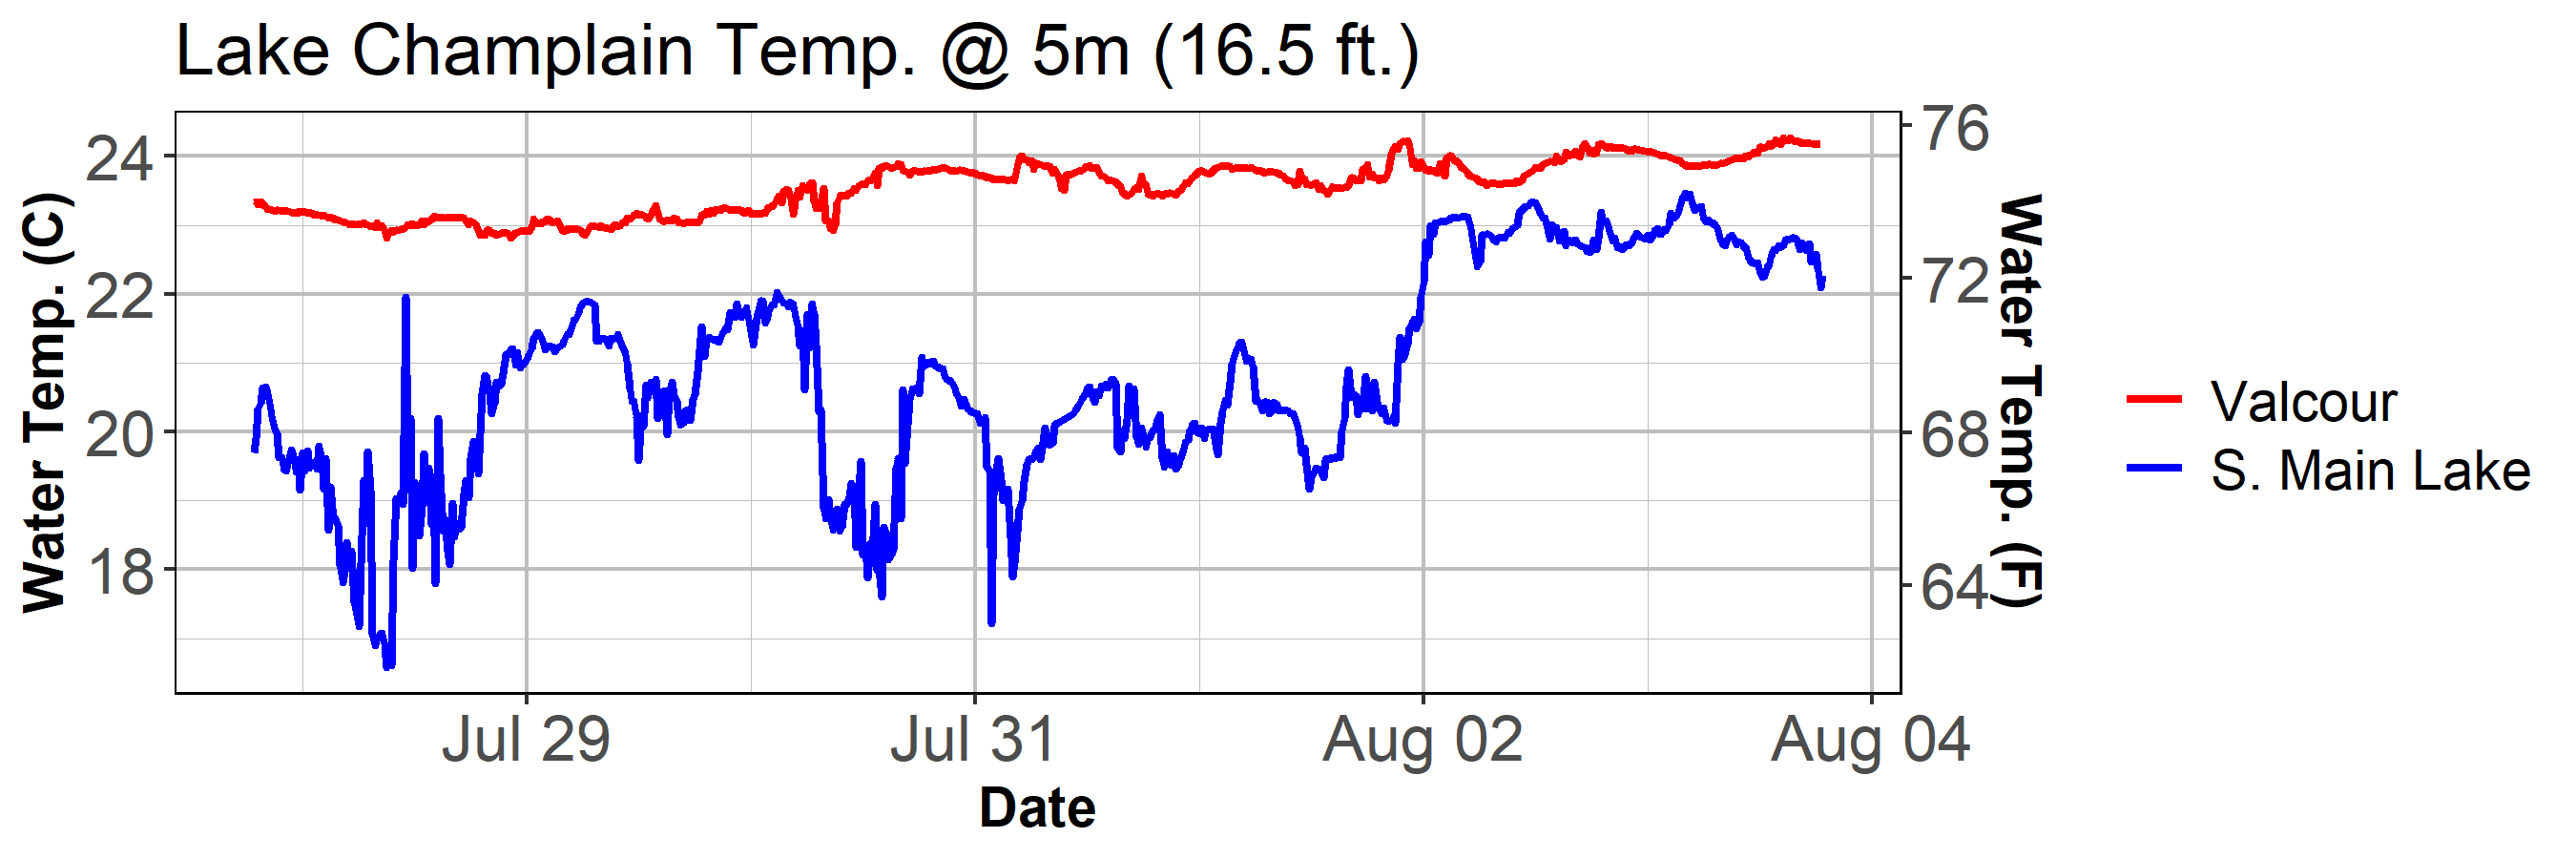 Lake Champlain Temp. @ 5m (16.5 ft.)
Water Temp. (C)
24
22
20
18
76
72
68
64
Water Temp. (F)
Jul 29
Jul 31
Aug 02
Aug 04
Date
Valcour
S. Main Lake